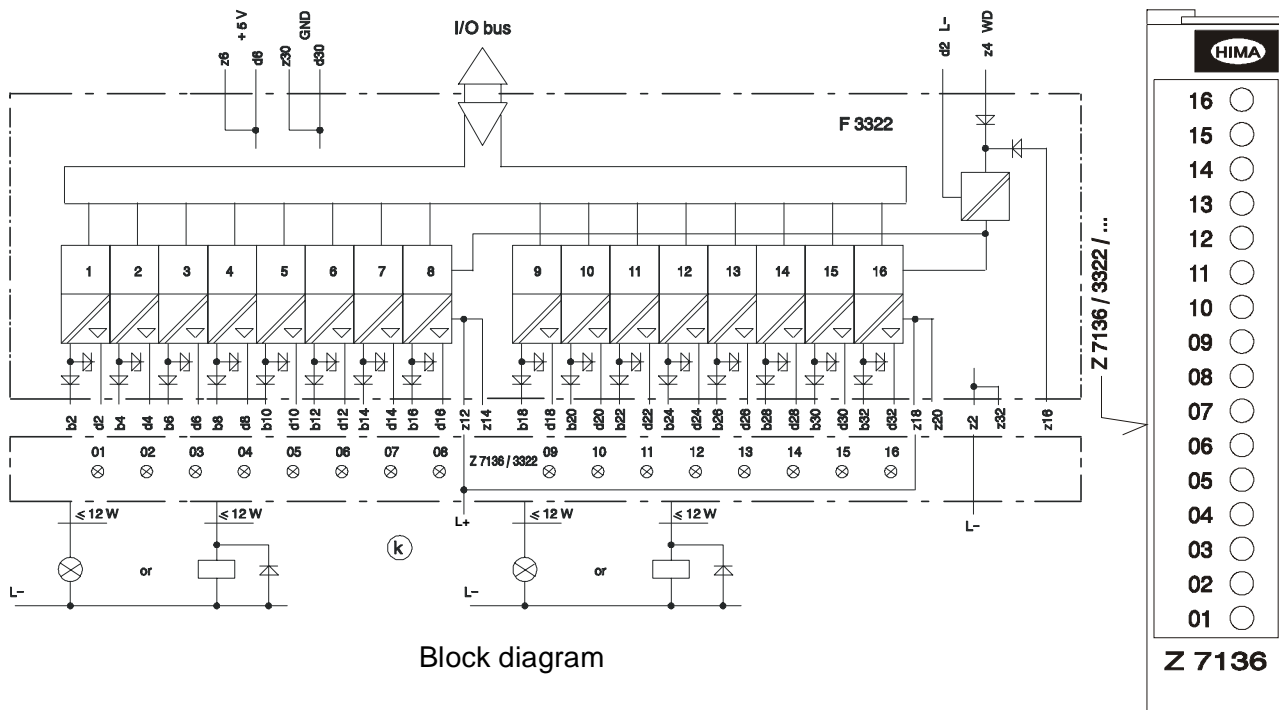 z6 + 5 V d6 z30 GND d30
I/O bus
d2 L- z4 WD
F 3322
1 2 3 4 5 6 7 8 9 10 11 12 13 14 15 16
b2 d2 b4 d4 b6 d6 b8 d8 b10 d10 b12 d12 b14 d14 b16 d16 z12 z14 b18 d18 b20 d20 b22 d22 b24 d24 b26 d26 b28 d28 b30 d30 b32 d32 z18 z20 z2 z32 z16
01 02 03 04 05 06 07 08 Z 7136 / 3322 09 10 11 12 13 14 15 16
≤ 12 W ≤ 12 W L+ ≤ 12 W ≤ 12 W L-
k
or or
L- L-
Block diagram
Z 7136 / 3322 / ...
HIMA
16
15
14
13
12
11
10
09
08
07
06
05
04
03
02
01
Z 7136